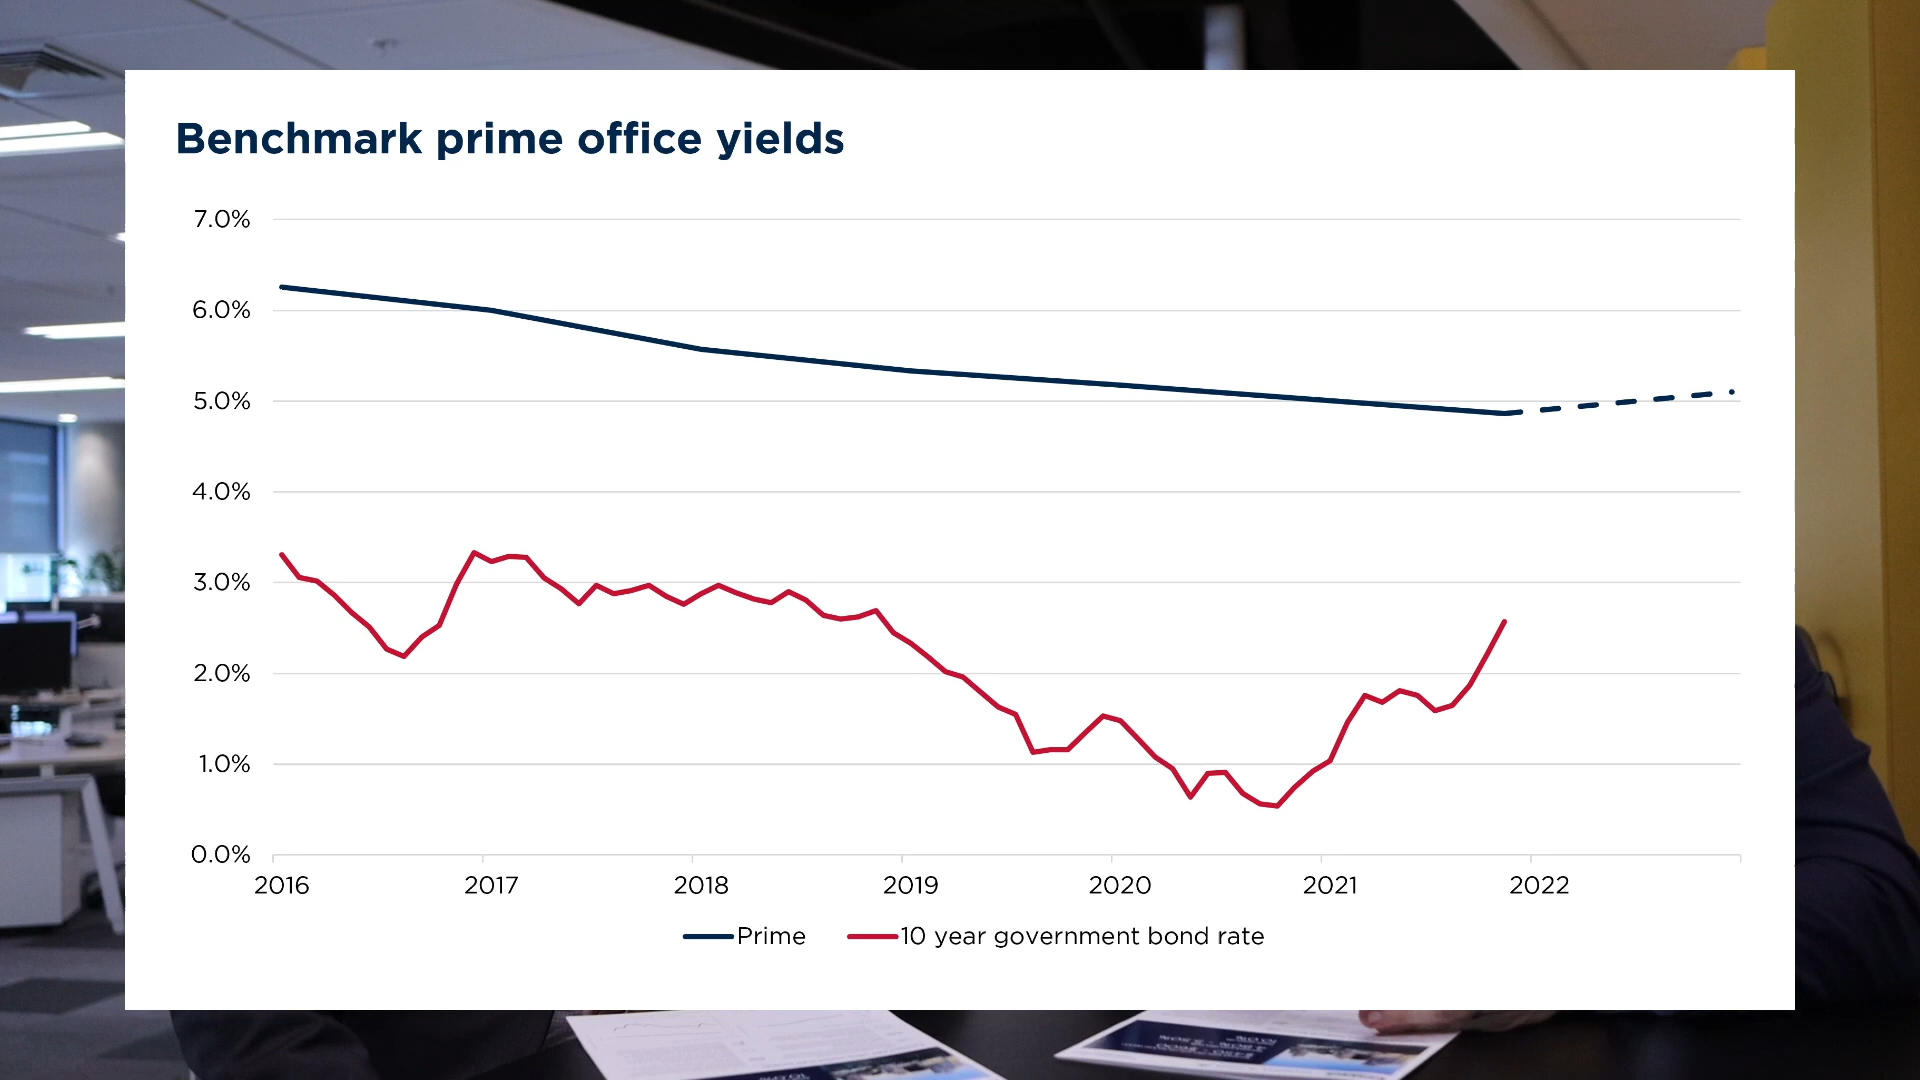 Benchmark prime office yields
7.0%
6.0%
5.0%
4.0%
3.0%
2.0%
1.0%
0.0%
2016 2017 2018 2019 2020 2021 2022
Prime 10 year government bond rate